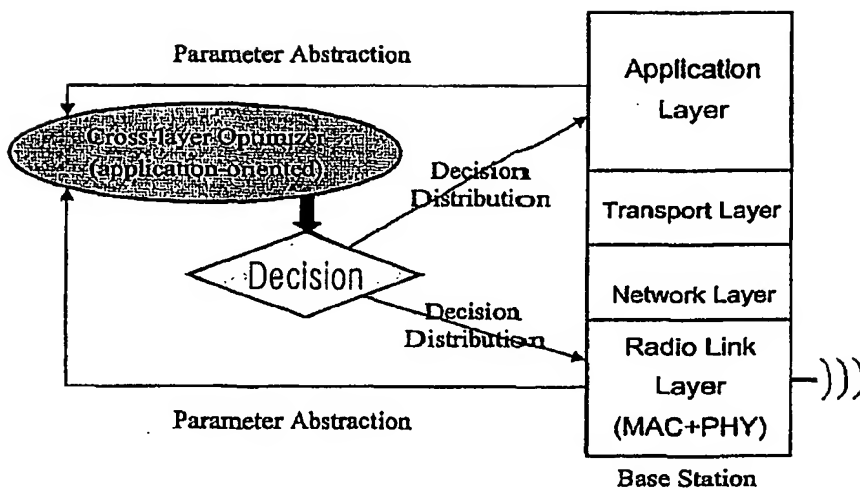 Parameter Abstraction
Application
Layer
Cross-layer Optimizer
(application-oriented)
Decision
Distribution
Transport Layer
Decision
Network Layer
Decision
Distribution
Radio Link
Layer
(MAC+PHY)
Parameter Abstraction
Base Station